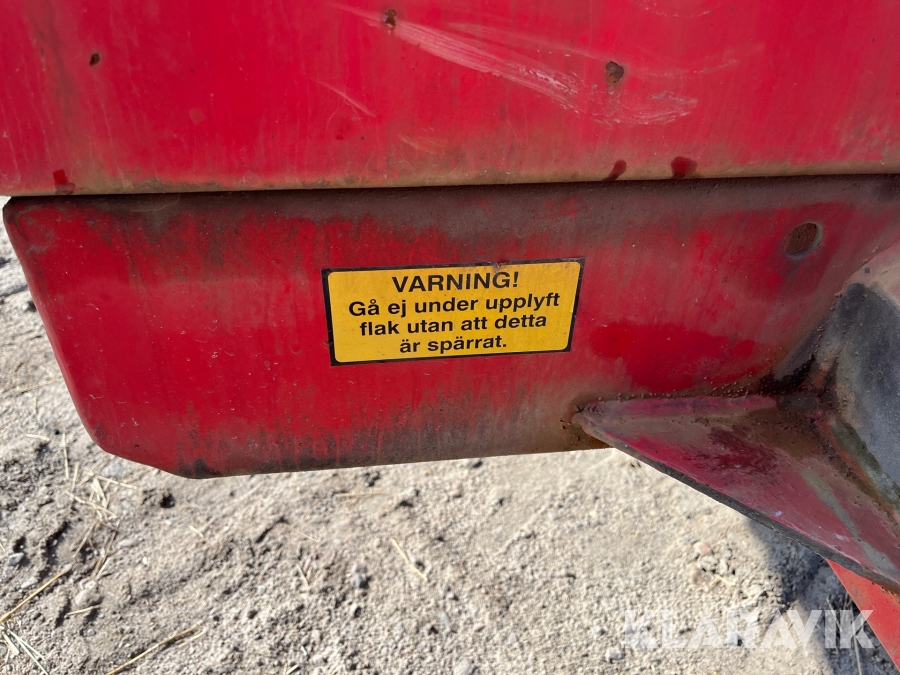 VARNING!
Gå ej under upplyft
flak utan att detta
är spärrat.
KLARAVIK